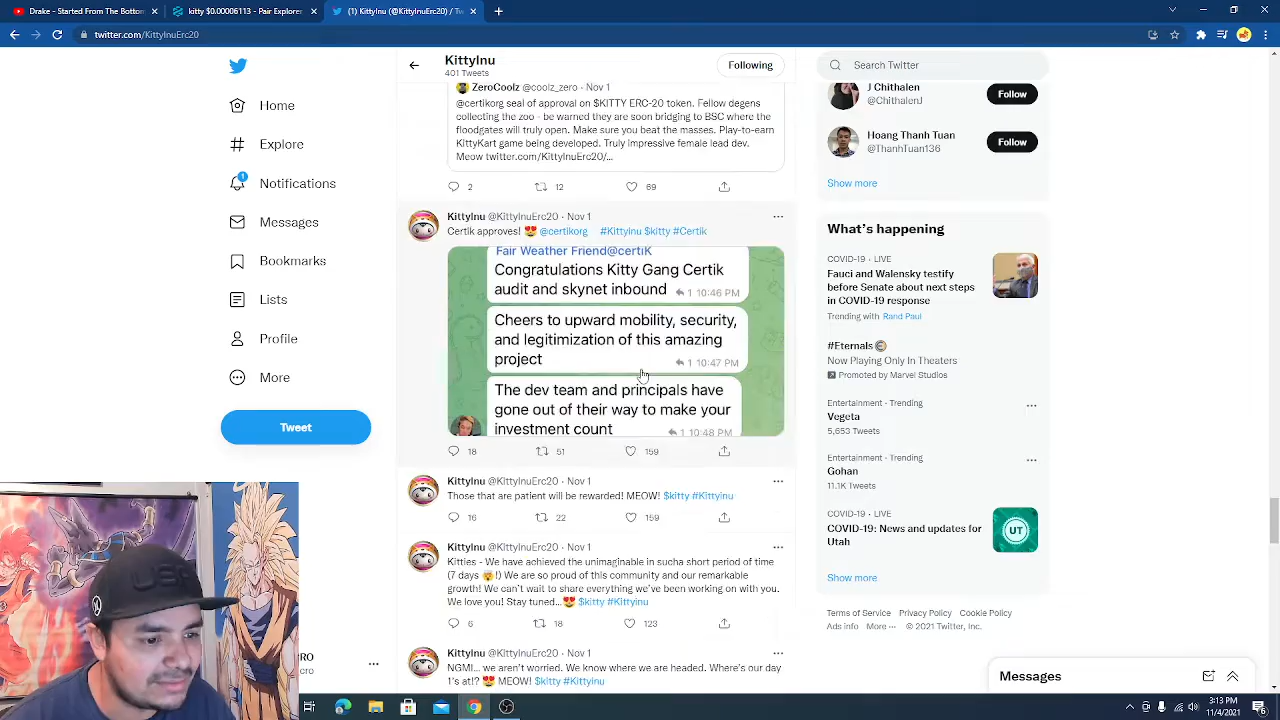 Drake - Started From The Bottom
kitty $0.00006113 - Pair Explore
(1) KittyInu (@KittyInuErc20) / Tw
twitter.com/KittyInuErc20
Home
Explore
Notifications
1
Messages
Bookmarks
Lists
Profile
More
Tweet
KittyInu
401 Tweets
Following
ZeroCoolz @coolz_zero · Nov 1
@certikorg seal of approval on $KITTY ERC-20 token. Fellow degens
collecting the zoo - be warned they are soon bridging to BSC where the
floodgates will truly open. Make sure you beat the masses. Play-to-earn
KittyKart game being developed. Truly impressive female lead dev.
Meow twitter.com/KittyInuErc20/...
2 12 69
KittyInu @KittyInuErc20 · Nov 1
Certik approves! 😍 @certikorg #KittyInu $kitty #Certik
Fair Weather Friend@certiK
Congratulations Kitty Gang Certik
audit and skynet inbound 1 10:46 PM
Cheers to upward mobility, security,
and legitimization of this amazing
project 1 10:47 PM
The dev team and principals have
gone out of their way to make your
investment count 1 10:48 PM
18 51 159
KittyInu @KittyInuErc20 · Nov 1
Those that are patient will be rewarded! MEOW! $kitty #Kittyinu
16 22 159
KittyInu @KittyInuErc20 · Nov 1
Kitties - We have achieved the unimaginable in sucha short period of time
(7 days 🤯!) We are so proud of this community and our remarkable
growth! We can't wait to share everything we've been working on with you.
We love you! Stay tuned...😍 $kitty #KittyInu
6 18 123
KittyInu @KittyInuErc20 · Nov 1
NGMI... we aren't worried. We know where we are headed. Where's our day
1's at!? 😍 MEOW! $kitty #KittyInu
Search Twitter
J Chithalen
@ChithalenJ
Follow
Hoang Thanh Tuan
@ThanhTuan136
Follow
Show more
What's happening
COVID-19 · LIVE
Fauci and Walensky testify
before Senate about next steps
in COVID-19 response
Trending with Rand Paul
#Eternals
Now Playing Only In Theaters
Promoted by Marvel Studios
Entertainment · Trending
Vegeta
5,653 Tweets
Entertainment · Trending
Gohan
11.1K Tweets
COVID-19 · LIVE
COVID-19: News and updates for
Utah
UT
Show more
Terms of Service Privacy Policy Cookie Policy
Ads info More ··· © 2021 Twitter, Inc.
Messages
3:13 PM
11/4/2021